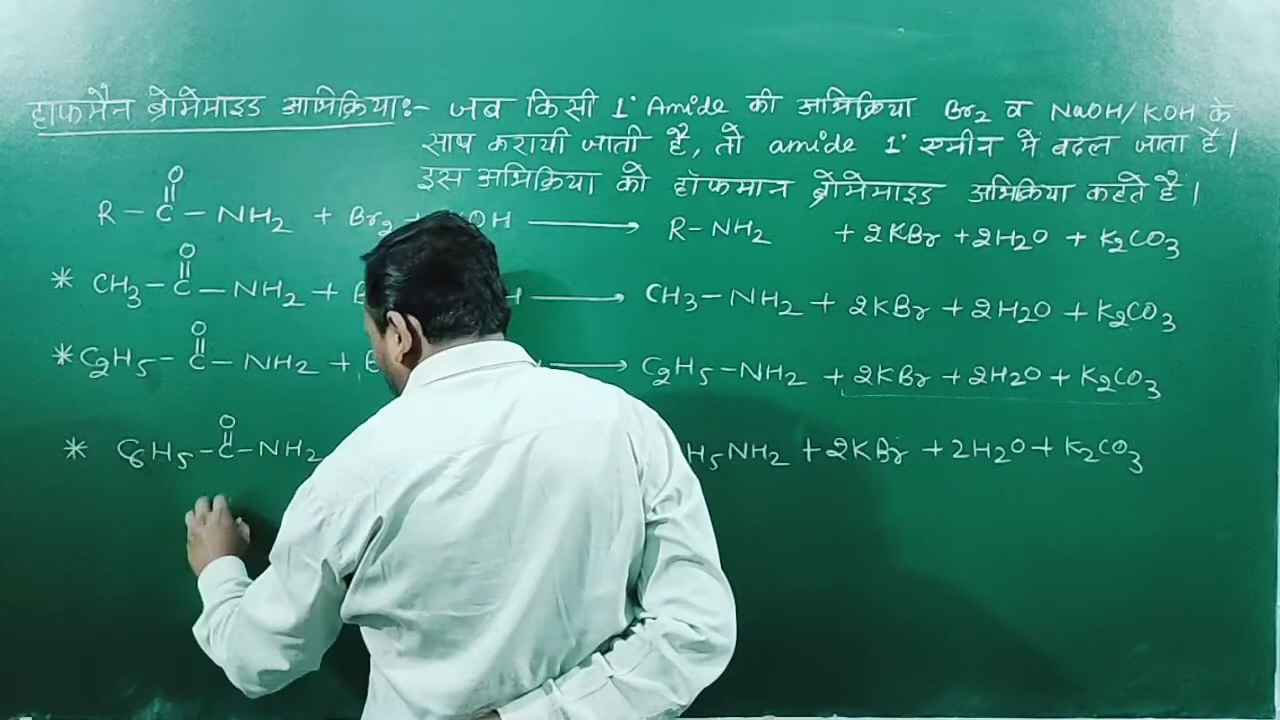 हाफमैन ब्रोमेमाइड अभिक्रिया:- जब किसी 1° Amide की अभिक्रिया Br2 व NaOH/KOH के
साथ करायी जाती है, तो amide 1° एमीन में बदल जाता है।
इस अभिक्रिया को हॉफमान ब्रोमेमाइड अभिक्रिया कहते है।
O
R - C - NH2 + Br2 + KOH ⟶ R-NH2 + 2KBr + 2H2O + K2CO3
O
* CH3 - C - NH2 + ⟶ CH3 - NH2 + 2KBr + 2H2O + K2CO3
O
* C2H5 - C - NH2 + ⟶ C2H5 - NH2 + 2KBr + 2H2O + K2CO3
O
* C6H5 - C - NH2 H5NH2 + 2KBr + 2H2O + K2CO3